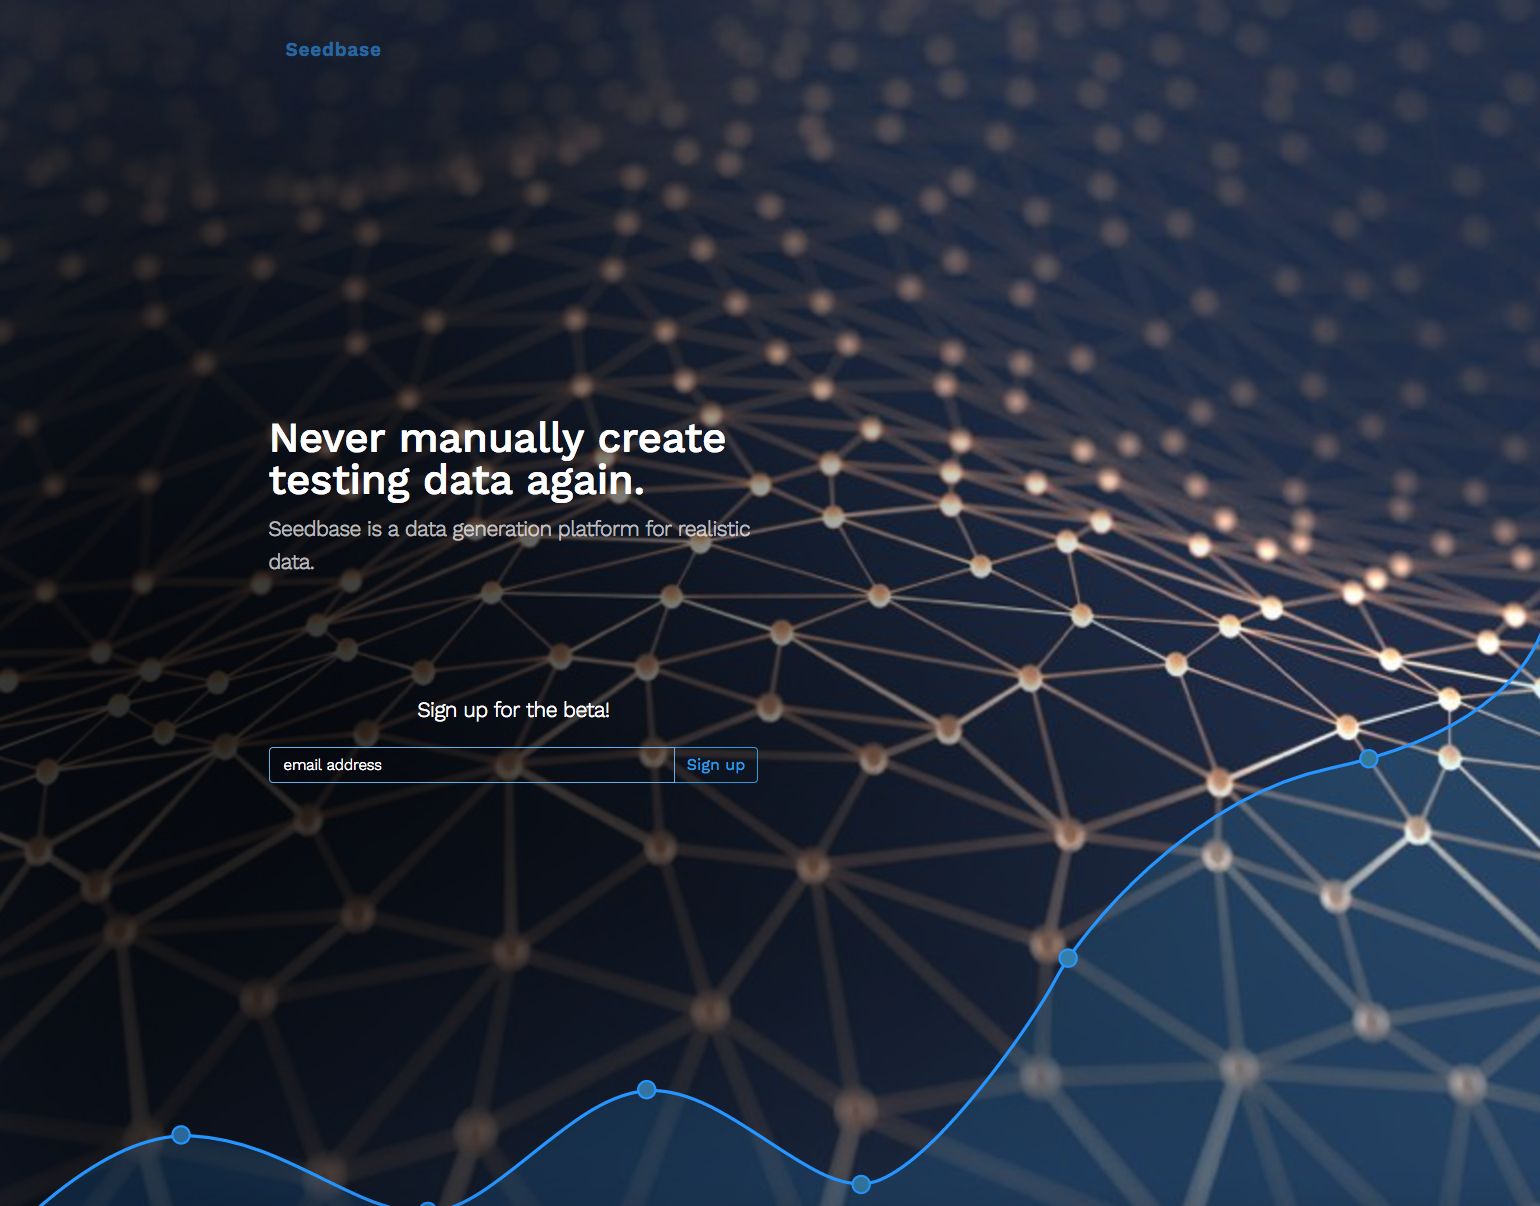 Seedbase
Never manually create
testing data again.
Seedbase is a data generation platform for realistic
data.
Sign up for the beta!
email address
Sign up